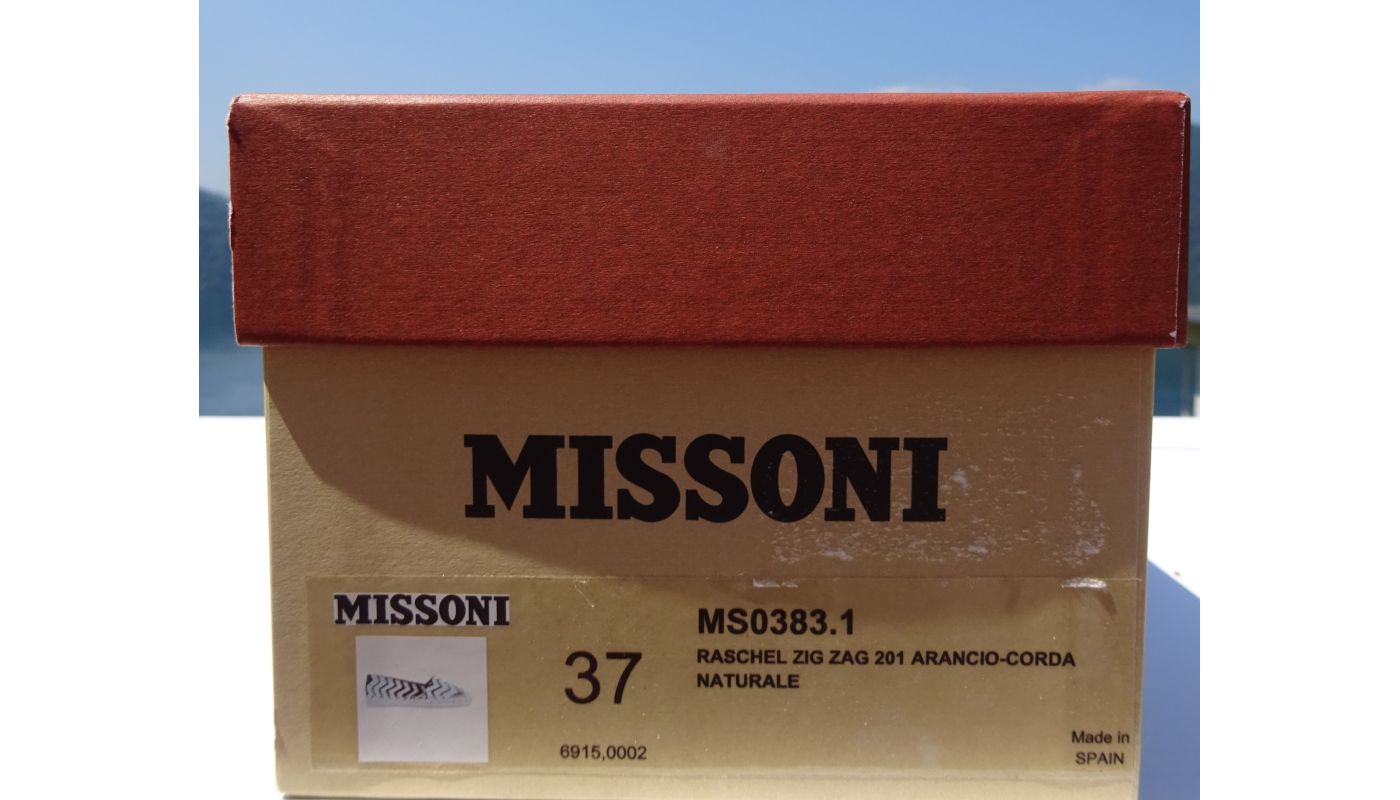 MISSONI
MISSONI
MS0383.1
RASCHEL ZIG ZAG 201 ARANCIO-CORDA
NATURALE
37
6915,0002
Made in
SPAIN